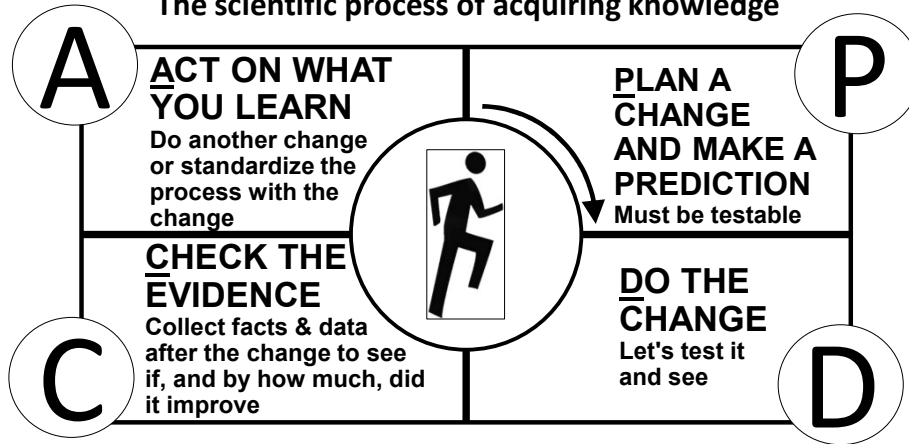 The scientific process of acquiring knowledge
A
ACT ON WHAT
YOU LEARN
Do another change
or standardize the
process with the
change
P
PLAN A
CHANGE
AND MAKE A
PREDICTION
Must be testable
C
CHECK THE
EVIDENCE
Collect facts & data
after the change to see
if, and by how much, did
it improve
D
DO THE
CHANGE
Let's test it
and see